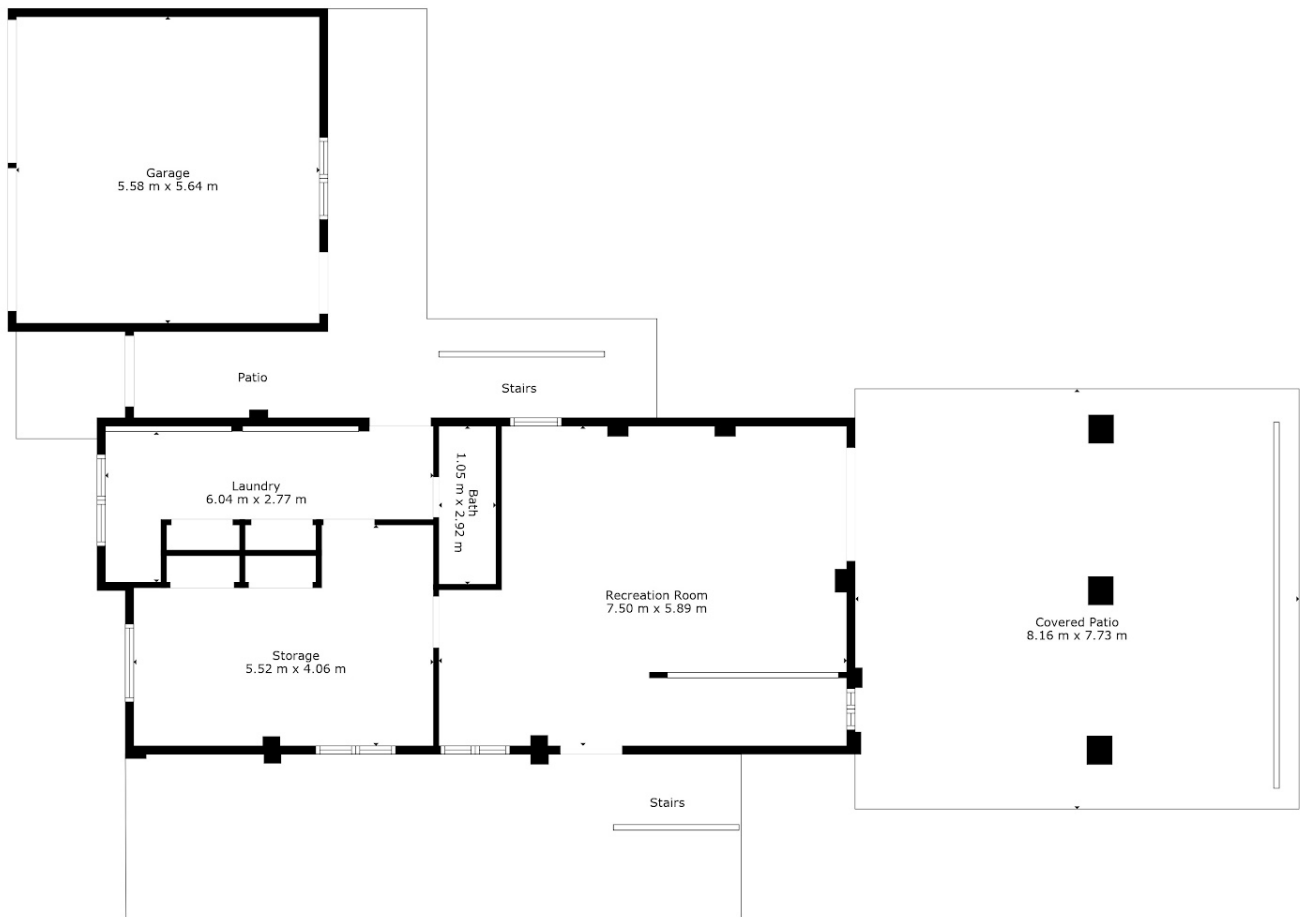 Garage
5.58 m x 5.64 m
Patio
Stairs
Laundry
6.04 m x 2.77 m
Bath
1.05 m x 2.92 m
Recreation Room
7.50 m x 5.89 m
Covered Patio
8.16 m x 7.73 m
Storage
5.52 m x 4.06 m
Stairs